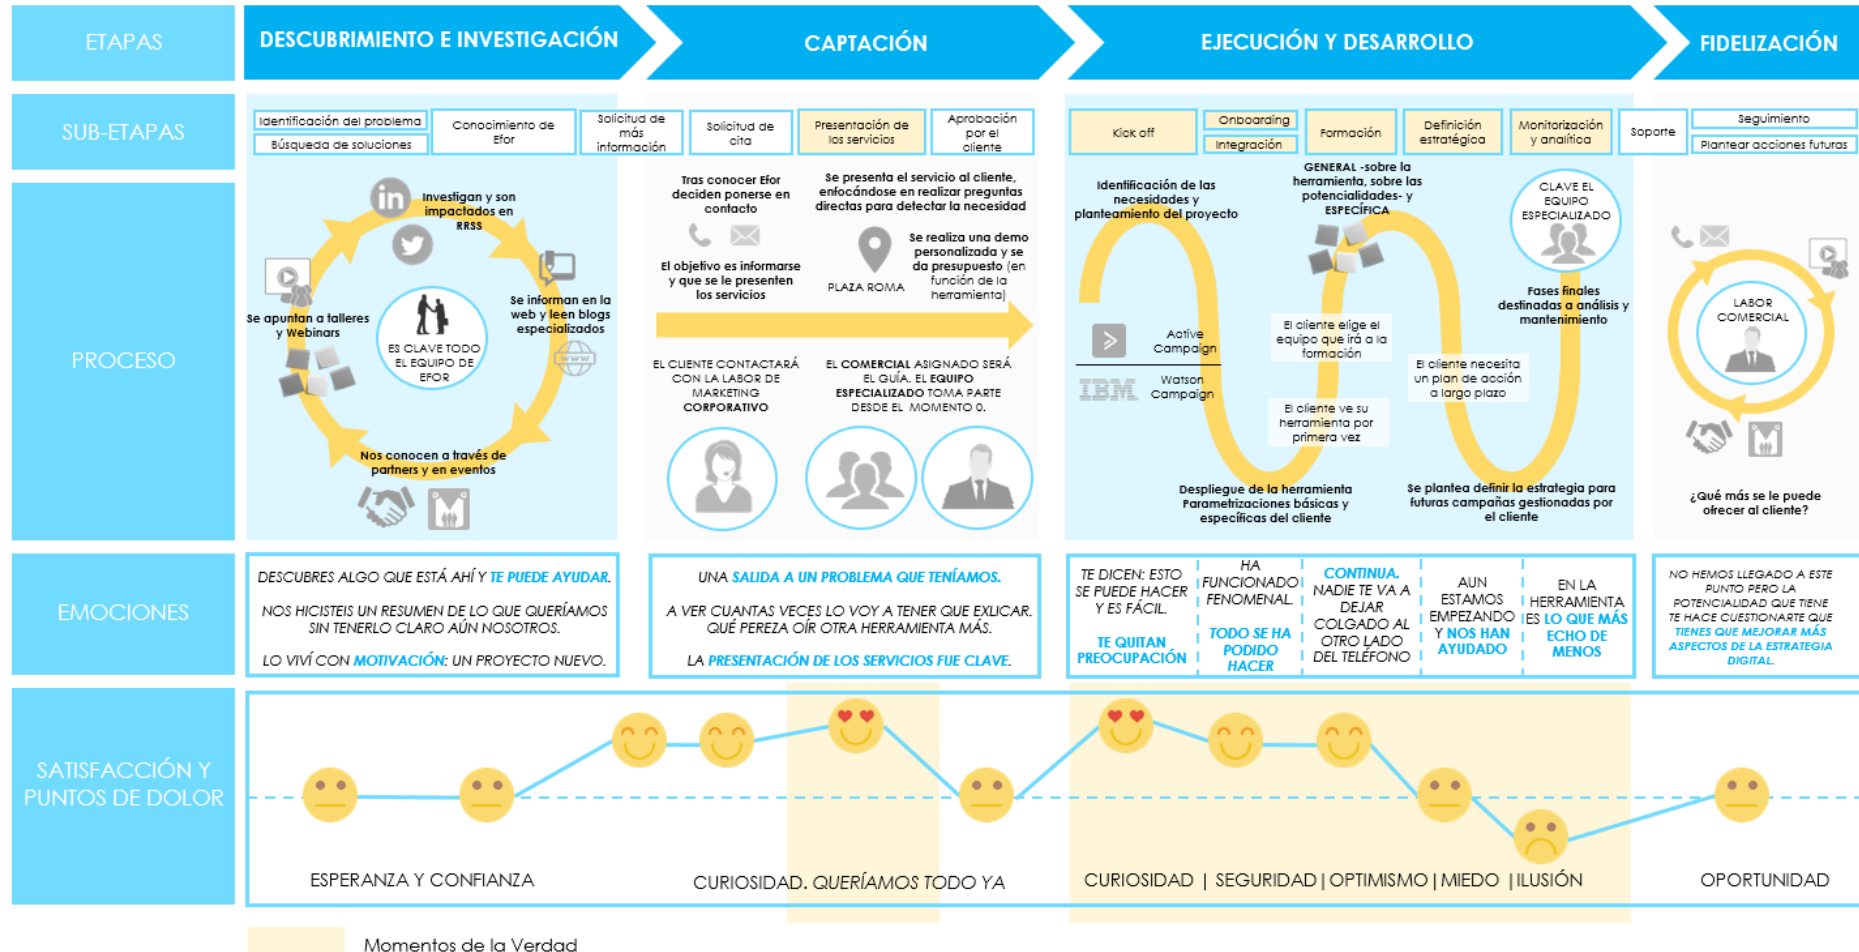 ETAPAS
DESCUBRIMIENTO E INVESTIGACIÓN
CAPTACIÓN
EJECUCIÓN Y DESARROLLO
FIDELIZACIÓN
SUB-ETAPAS
Identificación del problema
Búsqueda de soluciones
Conocimiento de
Efor
Solicitud de
más
información
Solicitud de
cita
Presentación de
los servicios
Aprobación
por el
cliente
Kick off
Onboarding
Integración
Formación
Definición
estratégica
Monitorización
y analítica
Soporte
Seguimiento
Plantear acciones futuras
PROCESO
in
Investigan y son
impactados en
RRSS
Se informan en la
web y leen blogs
especializados
www
Nos conocen a través de
partners y en eventos
Se apuntan a talleres
y Webinars
ES CLAVE TODO
EL EQUIPO DE
EFOR
Tras conocer Efor
deciden ponerse en
contacto
El objetivo es informarse
y que se le presenten
los servicios
Se presenta el servicio al cliente,
enfocándose en realizar preguntas
directas para detectar la necesidad
PLAZA ROMA
Se realiza una demo
personalizada y se
da presupuesto (en
función de la
herramienta)
EL CLIENTE CONTACTARÁ
CON LA LABOR DE
MARKETING
CORPORATIVO
EL COMERCIAL ASIGNADO SERÁ
EL GUÍA. EL EQUIPO
ESPECIALIZADO TOMA PARTE
DESDE EL MOMENTO 0.
Identificación de las
necesidades y
planteamiento del proyecto
Active
Campaign
IBM
Watson
Campaign
GENERAL -sobre la
herramienta, sobre las
potencialidades- y
ESPECÍFICA
El cliente elige el
equipo que irá a la
formación
El cliente ve su
herramienta por
primera vez
Despliegue de la herramienta
Parametrizaciones básicas y
específicas del cliente
El cliente necesita
un plan de acción
a largo plazo
Se plantea definir la estrategia para
futuras campañas gestionadas por
el cliente
CLAVE EL
EQUIPO
ESPECIALIZADO
Fases finales
destinadas a análisis y
mantenimiento
LABOR
COMERCIAL
¿Qué más se le puede
ofrecer al cliente?
EMOCIONES
DESCUBRES ALGO QUE ESTÁ AHÍ Y TE PUEDE AYUDAR.
NOS HICISTEIS UN RESUMEN DE LO QUE QUERÍAMOS
SIN TENERLO CLARO AÚN NOSOTROS.
LO VIVÍ CON MOTIVACIÓN: UN PROYECTO NUEVO.
UNA SALIDA A UN PROBLEMA QUE TENÍAMOS.
A VER CUANTAS VECES LO VOY A TENER QUE EXLICAR.
QUÉ PEREZA OÍR OTRA HERRAMIENTA MÁS.
LA PRESENTACIÓN DE LOS SERVICIOS FUE CLAVE.
TE DICEN: ESTO
SE PUEDE HACER
Y ES FÁCIL.
TE QUITAN
PREOCUPACIÓN
HA
FUNCIONADO
FENOMENAL.
TODO SE HA
PODIDO
HACER
CONTINUA.
NADIE TE VA A
DEJAR
COLGADO AL
OTRO LADO
DEL TELÉFONO
AUN
ESTAMOS
EMPEZANDO
Y NOS HAN
AYUDADO
EN LA
HERRAMIENTA
ES LO QUE MÁS
ECHO DE
MENOS
NO HEMOS LLEGADO A ESTE
PUNTO PERO LA
POTENCIALIDAD QUE TIENE
TE HACE CUESTIONARTE QUE
TIENES QUE MEJORAR MÁS
ASPECTOS DE LA ESTRATEGIA
DIGITAL.
SATISFACCIÓN Y
PUNTOS DE DOLOR
ESPERANZA Y CONFIANZA
CURIOSIDAD. QUERÍAMOS TODO YA
CURIOSIDAD | SEGURIDAD | OPTIMISMO | MIEDO | ILUSIÓN
OPORTUNIDAD
Momentos de la Verdad